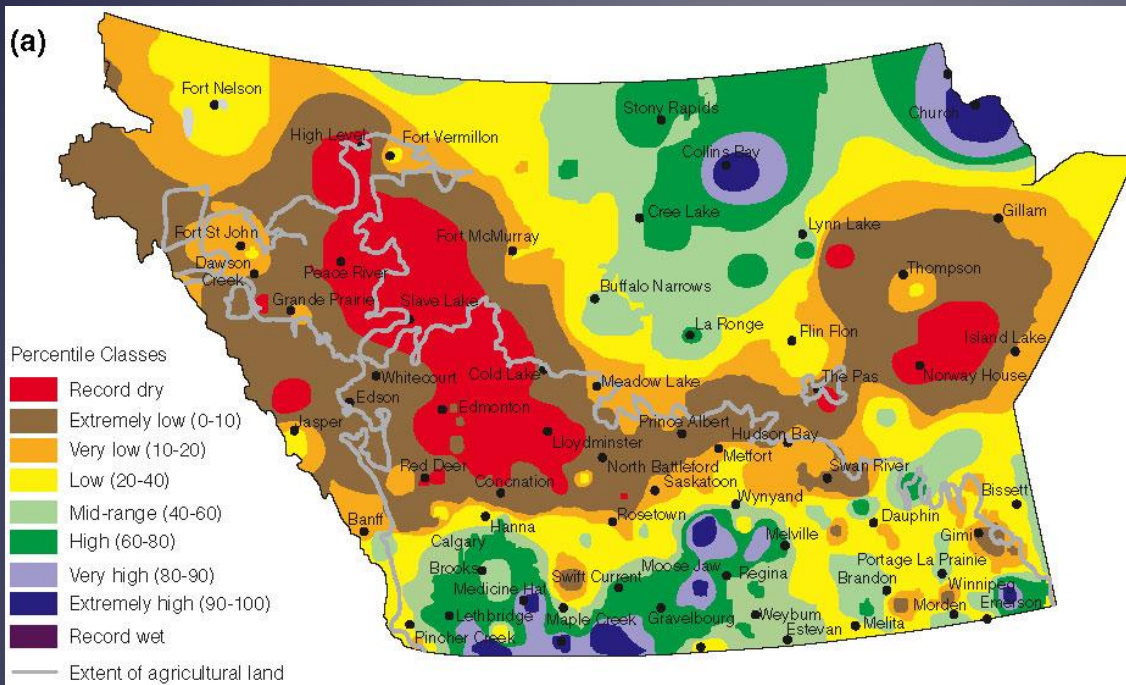 (a)
Fort Nelson
Stony Rapids
Church
High Level
Fort Vermillon
Collins Bay
Cree Lake
Gillam
Fort St John
Fort McMurray
Lynn Lake
Dawson
Creek
Peace River
Thompson
Grande Prairie
Slave Lake
Buffalo Narrows
La Ronge
Flin Flon
Island Lake
Percentile Classes
Record dry
Extremely low (0-10)
Very low (10-20)
Low (20-40)
Mid-range (40-60)
High (60-80)
Very high (80-90)
Extremely high (90-100)
Record wet
Extent of agricultural land
Whitecourt
Cold Lake
Meadow Lake
The Pas
Norway House
Edson
Edmonton
Jasper
Lloydminster
Prince Albert
Hudson Bay
Metfort
Red Deer
North Battleford
Swan River
Conснation
Saskatoon
Wynyand
Bissett
Banff
Hanna
Rosetown
Dauphin
Gimi
Calgary
Melville
Portage La Prairie
Brooks
Swift Current
Moose Jaw
Regina
Brandon
Winnipeg
Medicine Hat
Lethbridge
Maple Creek
Gravelbourg
Weyburn
Morden
Emerson
Pincher Creek
Estevan
Melita